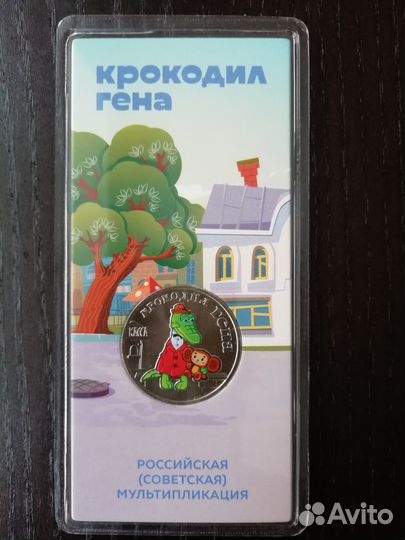 крокодил
гена
КРОКОДИЛ ГЕНА
КАССА
РОССИЙСКАЯ
(СОВЕТСКАЯ)
МУЛЬТИПЛИКАЦИЯ
Avito